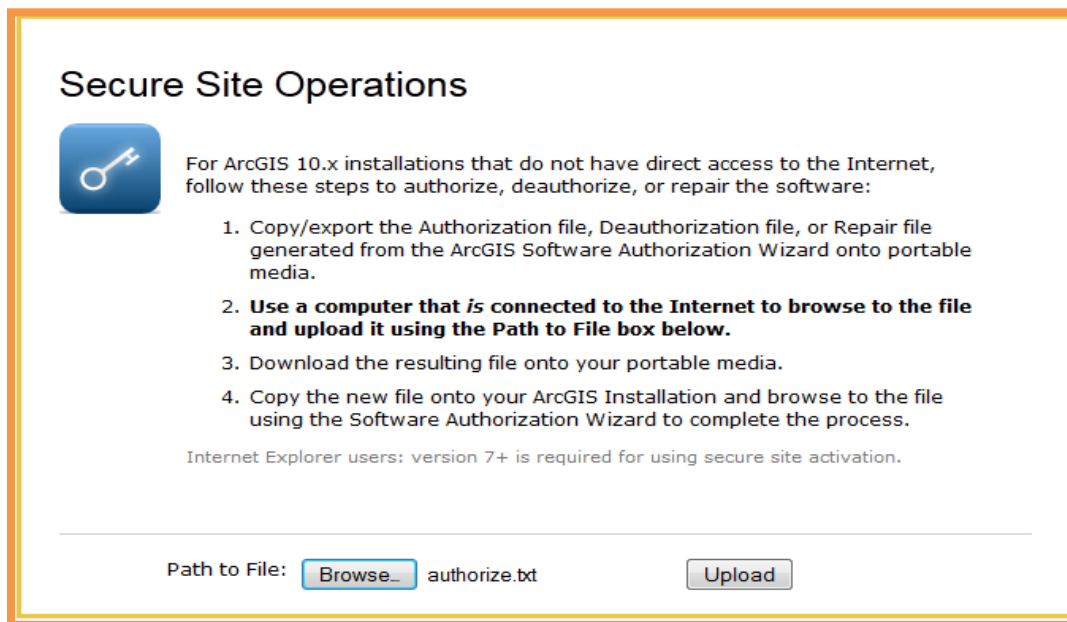 Secure Site Operations
For ArcGIS 10.x installations that do not have direct access to the Internet,
follow these steps to authorize, deauthorize, or repair the software:
1. Copy/export the Authorization file, Deauthorization file, or Repair file
generated from the ArcGIS Software Authorization Wizard onto portable
media.
2. Use a computer that is connected to the Internet to browse to the file
and upload it using the Path to File box below.
3. Download the resulting file onto your portable media.
4. Copy the new file onto your ArcGIS Installation and browse to the file
using the Software Authorization Wizard to complete the process.
Internet Explorer users: version 7+ is required for using secure site activation.
Path to File: Browse... authorize.txt Upload